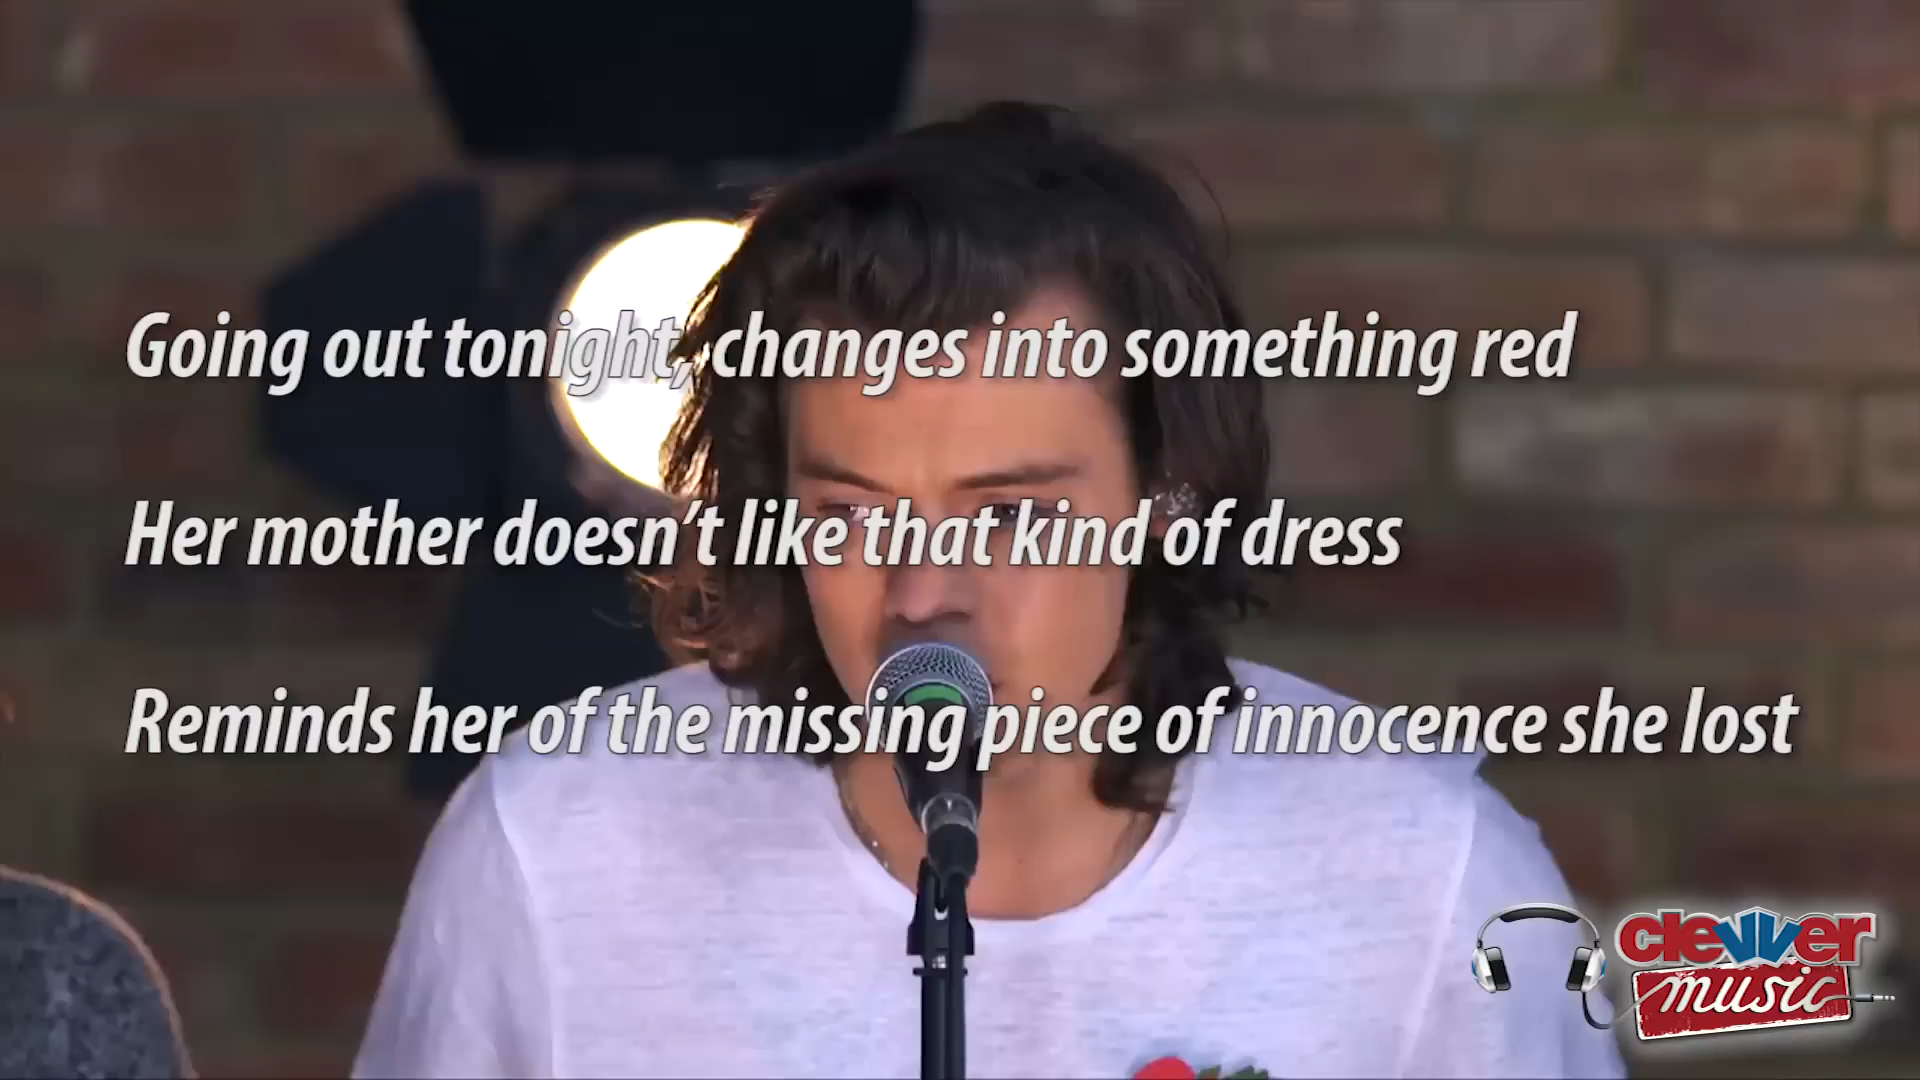 Going out tonight, changes into something red
Her mother doesn't like that kind of dress
Reminds her of the missing piece of innocence she lost
clevver
music